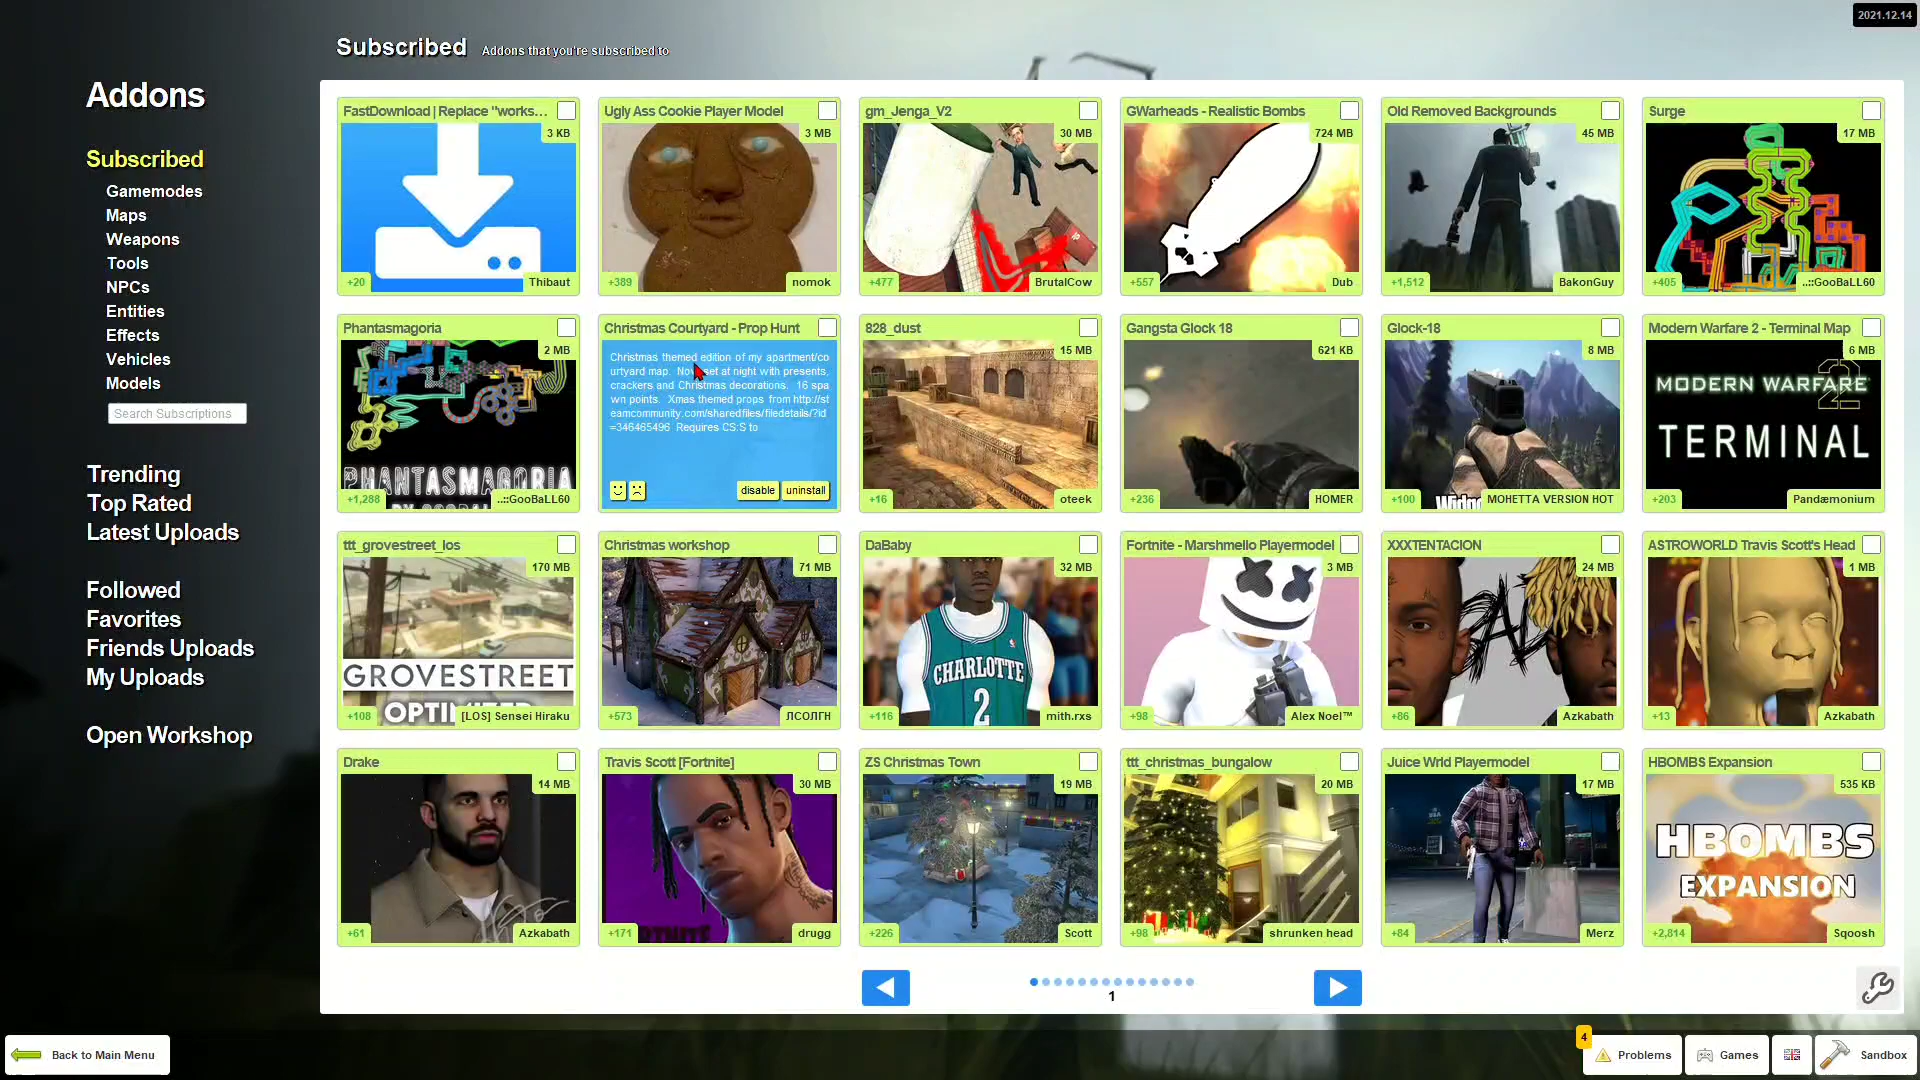 2021.12.14
Subscribed Addons that you're subscribed to
Addons
Subscribed
Gamemodes
Maps
Weapons
Tools
NPCs
Entities
Effects
Vehicles
Models
Search Subscriptions
Trending
Top Rated
Latest Uploads
Followed
Favorites
Friends Uploads
My Uploads
Open Workshop
FastDownload | Replace "works...
3 KB
+20
Thibaut
Ugly Ass Cookie Player Model
3 MB
+389
nomok
gm_Jenga_V2
30 MB
+477
BrutalCow
GWarheads - Realistic Bombs
724 MB
+557
Dub
Old Removed Backgrounds
45 MB
+1,512
BakonGuy
Surge
17 MB
+405
..::GooBaLL60
Phantasmagoria
2 MB
PHANTASMAGORIA
+1,288
..::GooBaLL60
Christmas Courtyard - Prop Hunt
Christmas themed edition of my apartment/co
urtyard map. Now set at night with presents,
crackers and Christmas decorations. 16 spa
wn points. Xmas themed props from http://st
eamcommunity.com/sharedfiles/filedetails/?id
=346465496 Requires CS:S to
disable uninstall
828_dust
15 MB
+16
oteek
Gangsta Glock 18
621 KB
+236
HOMER
Glock-18
8 MB
+100
MOHETTA VERSION HOT
Modern Warfare 2 - Terminal Map
6 MB
MODERN WARFARE
2
TERMINAL
+203
Pandæmonium
ttt_grovestreet_los
170 MB
GROVESTREET
OPTIMIZED
+108
[LOS] Sensei Hiraku
Christmas workshop
71 MB
+573
ЛСОЛГН
DaBaby
32 MB
CHARLOTTE
2
+116
mith.rxs
Fortnite - Marshmello Playermodel
3 MB
+98
Alex Noel™
XXXTENTACION
24 MB
+86
Azkabath
ASTROWORLD Travis Scott's Head
1 MB
+13
Azkabath
Drake
14 MB
+61
Azkabath
Travis Scott [Fortnite]
30 MB
+171
drugg
ZS Christmas Town
19 MB
+226
Scott
ttt_christmas_bungalow
20 MB
+98
shrunken head
Juice Wrld Playermodel
17 MB
+84
Merz
HBOMBS Expansion
535 KB
HBOMBS
EXPANSION
+2,814
Sqoosh
1
Back to Main Menu
4
Problems
Games
Sandbox